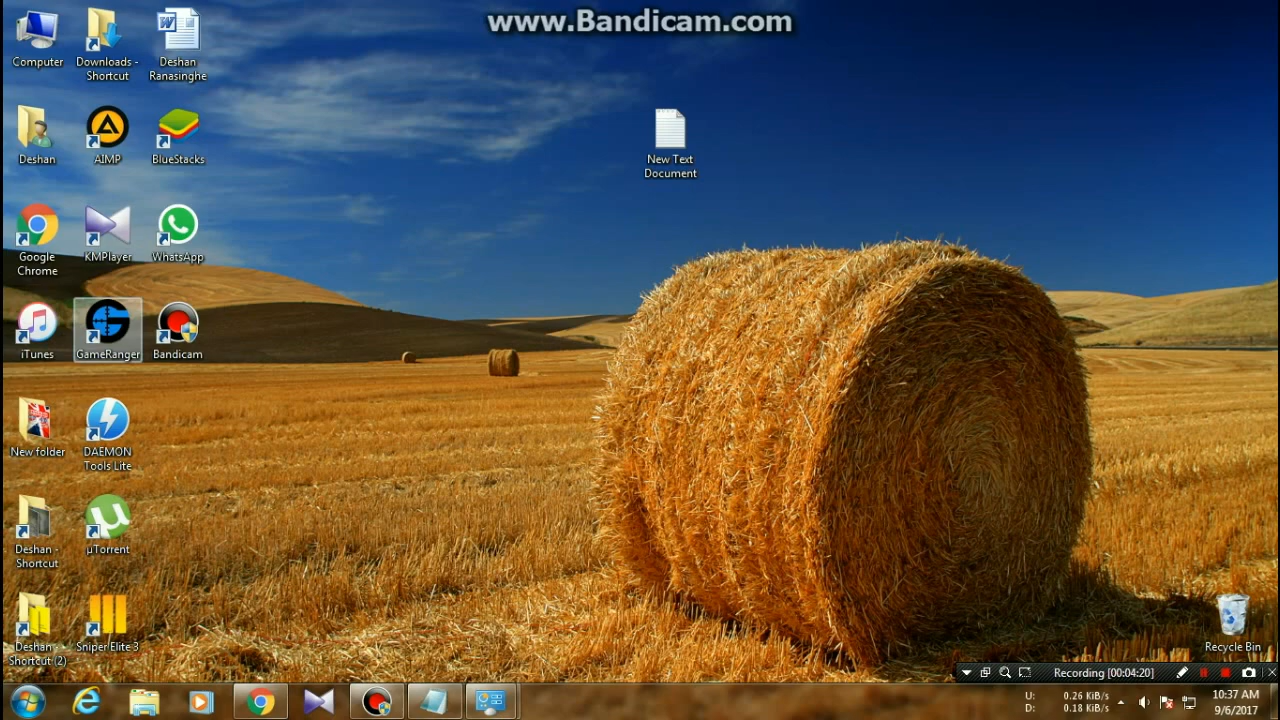 www.Bandicam.com
Computer
Downloads -
Shortcut
Deshan
Ranasinghe
Deshan
AIMP
BlueStacks
New Text
Document
Google
Chrome
KMPlayer
WhatsApp
iTunes
GameRanger
Bandicam
New folder
DAEMON
Tools Lite
Deshan -
Shortcut
µTorrent
Deshan -
Shortcut (2)
Sniper Elite 3
Recycle Bin
Recording [00:04:20]
U: 0.26 KiB/s
D: 0.18 KiB/s
10:37 AM
9/6/2017